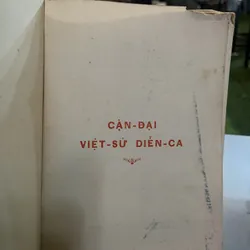 CẬN-ĐẠI
VIỆT-SỬ DIỄN-CA